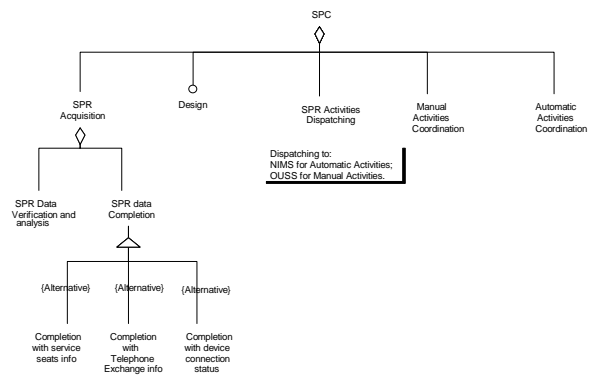 SPC
SPR
Acquisition
Design
SPR Activities
Dispatching
Manual
Activities
Coordination
Automatic
Activities
Coordination
Dispatching to:
NIMS for Automatic Activities;
OUSS for Manual Activities.
SPR Data
Verification and
analysis
SPR data
Completion
{Alternative}
{Alternative}
{Alternative}
Completion
with service
seats info
Completion
with
Telephone
Exchange info
Completion
with device
connection
status